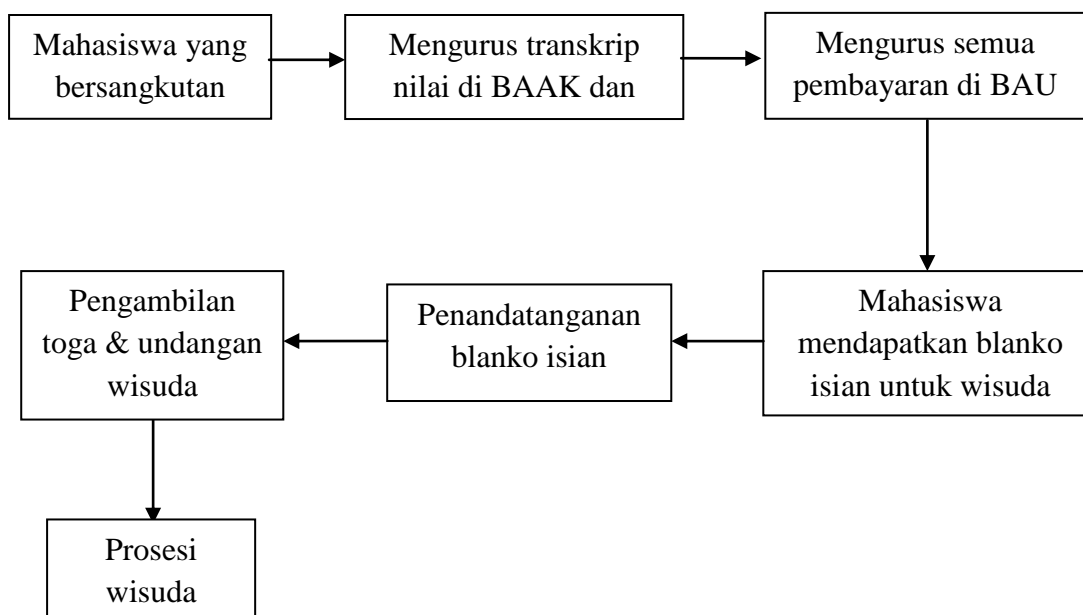 Mahasiswa yang
bersangkutan
Mengurus transkrip
nilai di BAAK dan
Mengurus semua
pembayaran di BAU
Mahasiswa
mendapatkan blanko
isian untuk wisuda
Penandatanganan
blanko isian
Pengambilan
toga & undangan
wisuda
Prosesi
wisuda